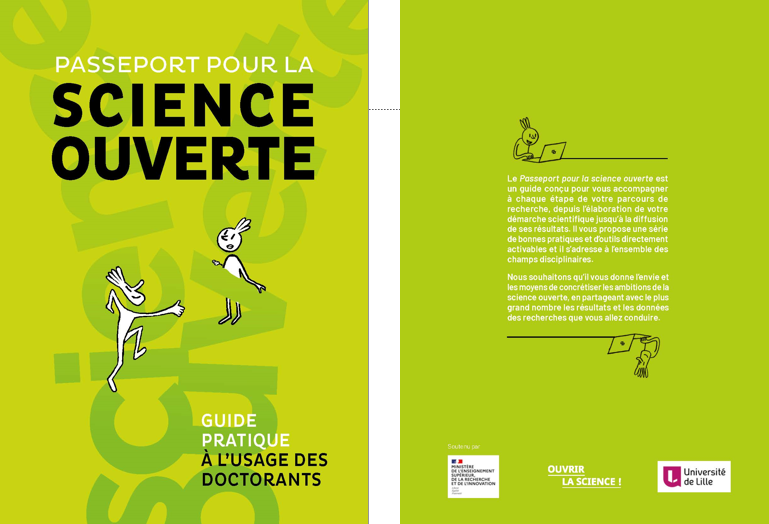 PASSEPORT POUR LA
SCIENCE
OUVERTE
science
ouverte
GUIDE
PRATIQUE
À L'USAGE DES
DOCTORANTS
Le Passeport pour la science ouverte est
un guide conçu pour vous accompagner
à chaque étape de votre parcours de
recherche, depuis l'élaboration de votre
démarche scientifique jusqu'à la diffusion
de ses résultats. Il vous propose une série
de bonnes pratiques et d'outils directement
activables et il s'adresse à l'ensemble des
champs disciplinaires.
Nous souhaitons qu'il vous donne l'envie et
les moyens de concrétiser les ambitions de la
science ouverte, en partageant avec le plus
grand nombre les résultats et les données
des recherches que vous allez conduire.
Soutenu par
MINISTÈRE
DE L'ENSEIGNEMENT
SUPÉRIEUR,
DE LA RECHERCHE
ET DE L'INNOVATION
OUVRIR
LA SCIENCE !
Université
de Lille